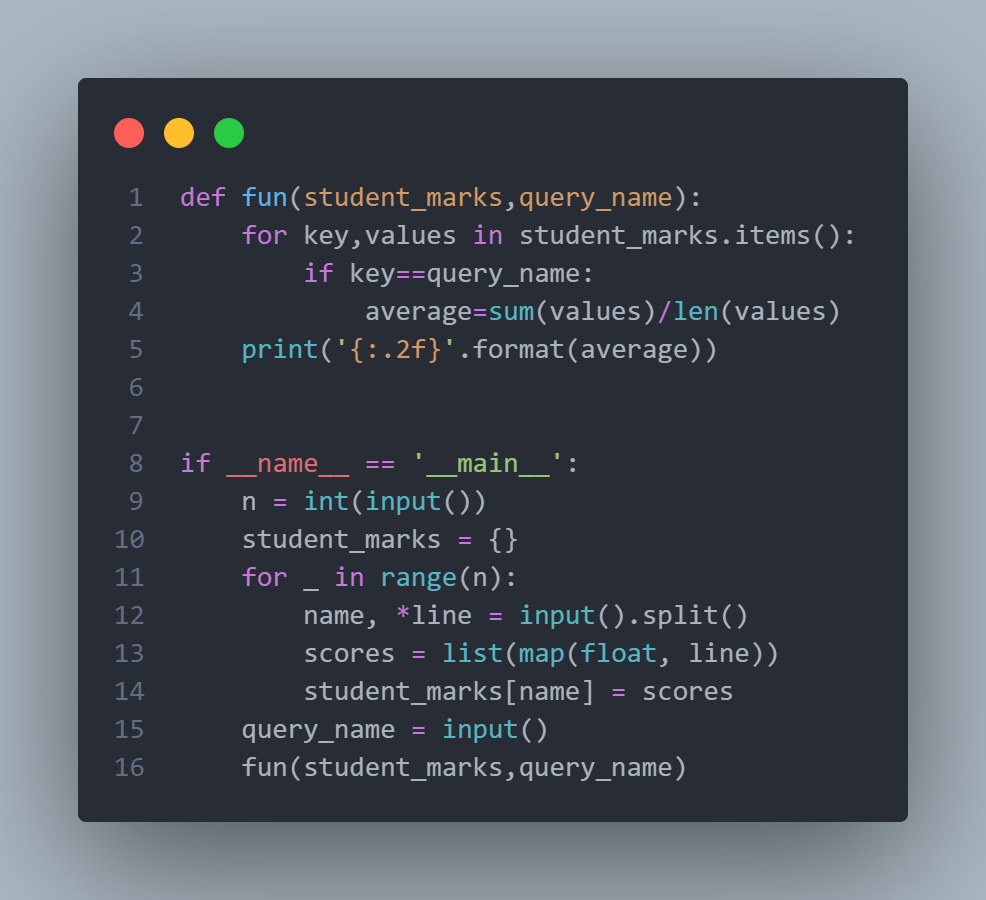 1 def fun(student_marks,query_name):
2     for key,values in student_marks.items():
3         if key==query_name:
4             average=sum(values)/len(values)
5     print('{:.2f}'.format(average))
6
7
8 if __name__ == '__main__':
9     n = int(input())
10     student_marks = {}
11     for _ in range(n):
12         name, *line = input().split()
13         scores = list(map(float, line))
14         student_marks[name] = scores
15     query_name = input()
16     fun(student_marks,query_name)